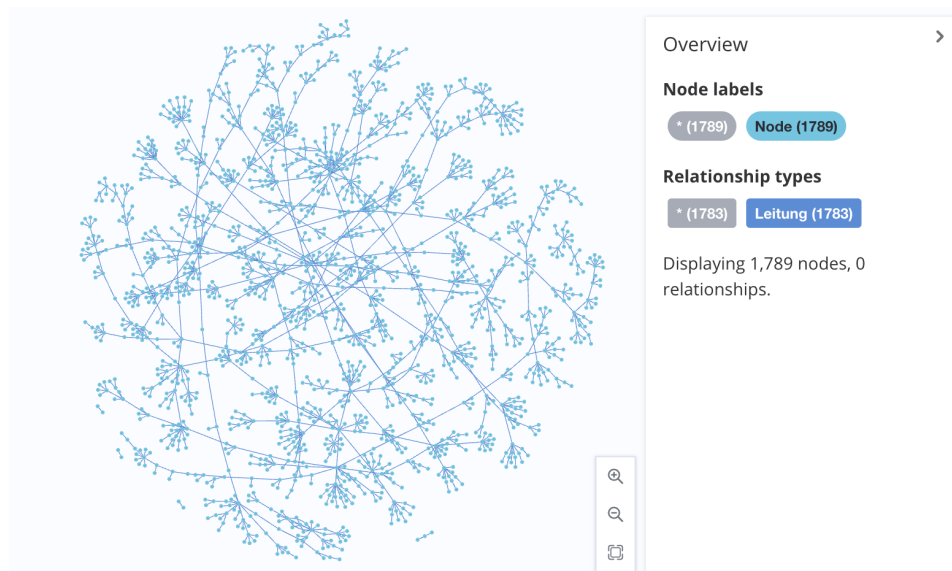 Overview
Node labels
* (1789) Node (1789)
Relationship types
* (1783) Leitung (1783)
Displaying 1,789 nodes, 0
relationships.